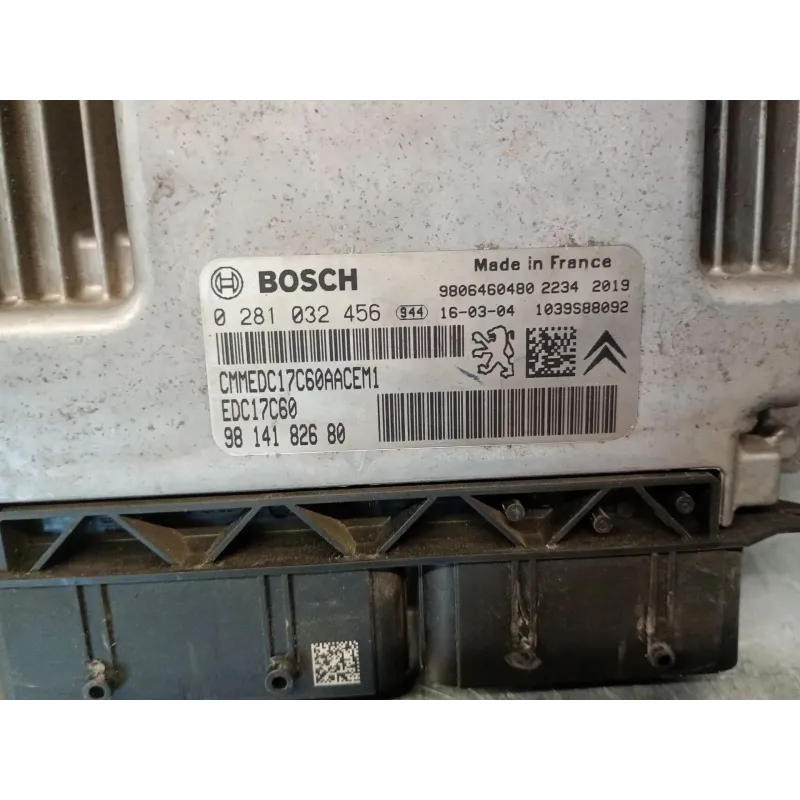 BOSCH
Made in France
9806460480 2234 2019
0 281 032 456 944 16-03-04 1039S88092
CMMEDC17C60AACEM1
EDC17C60
98 141 826 80